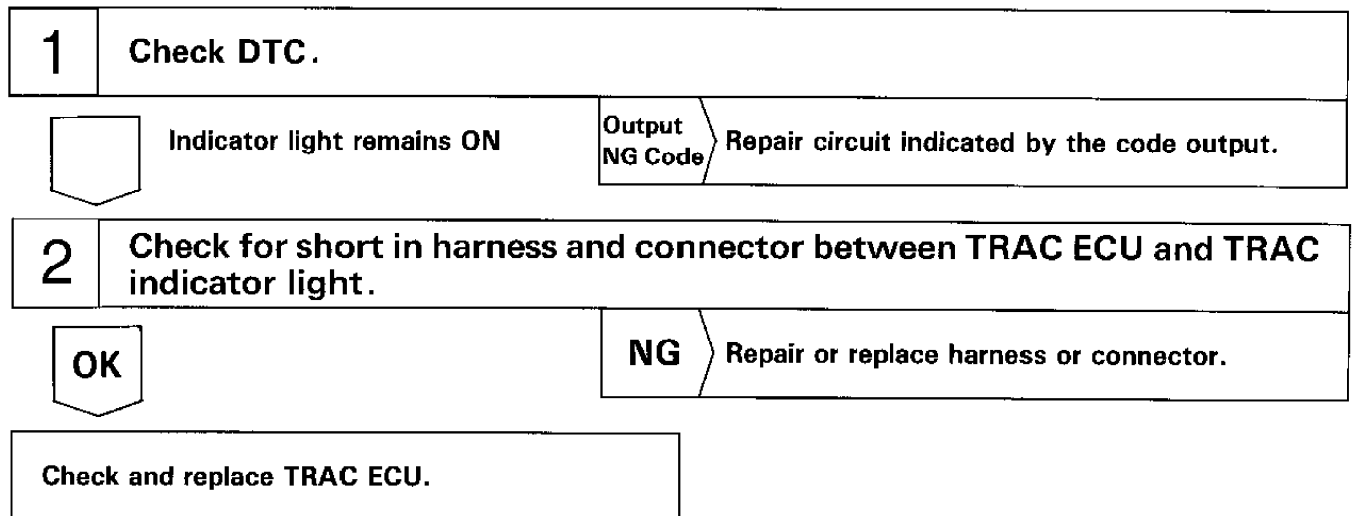 1
Check DTC.
Indicator light remains ON
Output
NG Code
Repair circuit indicated by the code output.
2
Check for short in harness and connector between TRAC ECU and TRAC
indicator light.
OK
NG
Repair or replace harness or connector.
Check and replace TRAC ECU.